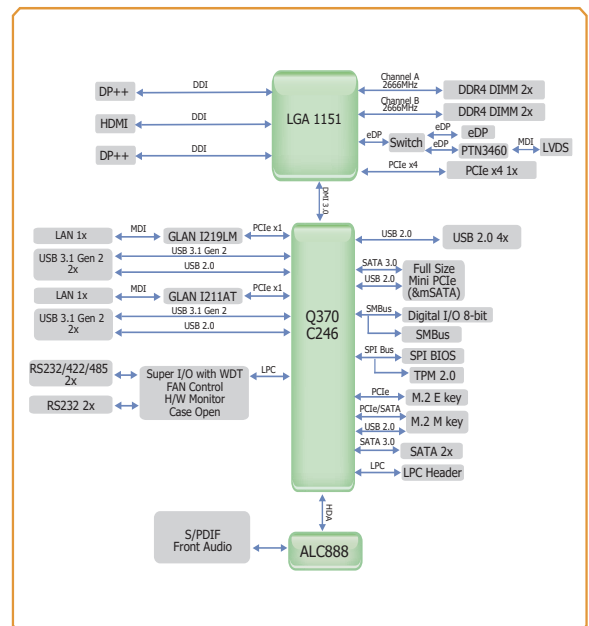 DP++
DDI
HDMI
DDI
DP++
DDI
LGA 1151
Channel A
2666MHz
DDR4 DIMM 2x
Channel B
2666MHz
DDR4 DIMM 2x
eDP
Switch
eDP
eDP
eDP
PTN3460
MDI
LVDS
PCIe x4
PCIe x4 1x
DMI 3.0
LAN 1x
MDI
GLAN I219LM
PCIe x1
USB 3.1 Gen 2
2x
USB 3.1 Gen 2
USB 2.0
LAN 1x
MDI
GLAN I211AT
PCIe x1
USB 3.1 Gen 2
2x
USB 3.1 Gen 2
USB 2.0
RS232/422/485
2x
RS232 2x
Super I/O with WDT
FAN Control
H/W Monitor
Case Open
LPC
Q370
C246
USB 2.0
USB 2.0 4x
SATA 3.0
USB 2.0
Full Size
Mini PCIe
(&mSATA)
SMBus
Digital I/O 8-bit
SMBus
SPI Bus
SPI BIOS
TPM 2.0
PCIe
M.2 E key
PCIe/SATA
USB 2.0
M.2 M key
SATA 3.0
SATA 2x
LPC
LPC Header
HDA
S/PDIF
Front Audio
ALC888